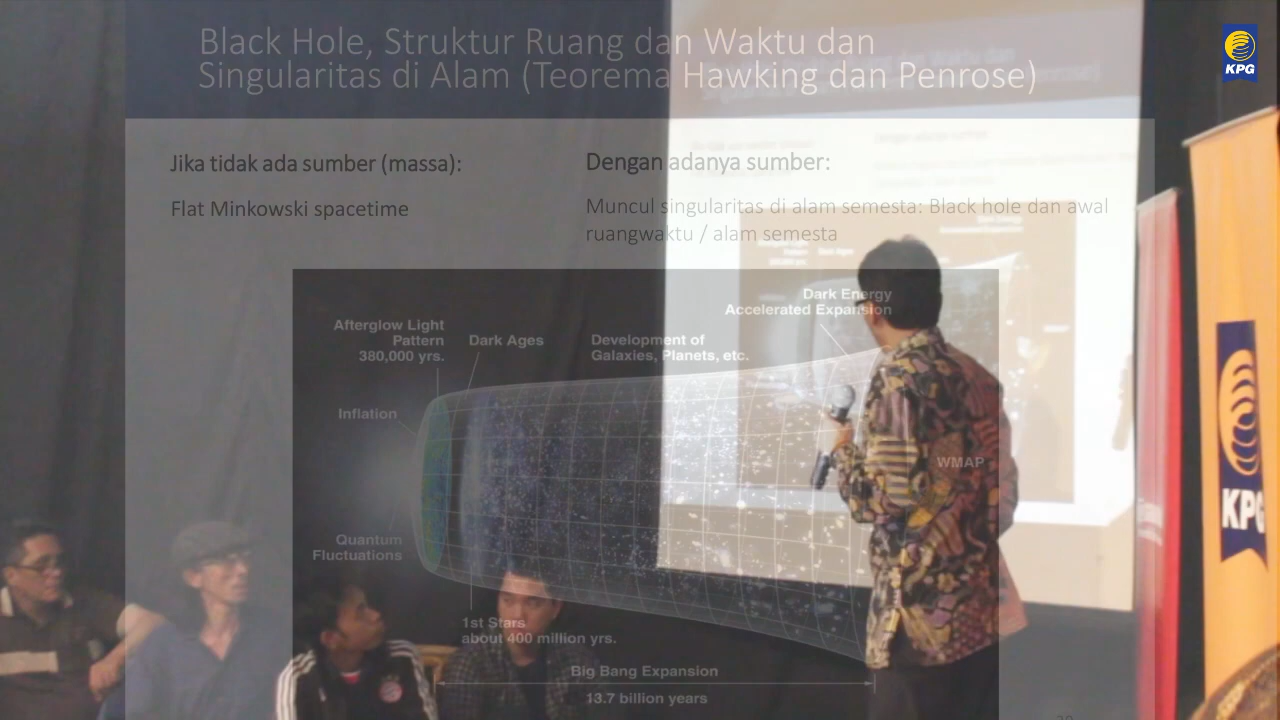 Black Hole, Struktur Ruang dan Waktu dan
Singularitas di Alam (Teorema Hawking dan Penrose)
KPG
Jika tidak ada sumber (massa):
Flat Minkowski spacetime
Dengan adanya sumber:
Muncul singularitas di alam semesta: Black hole dan awal
ruangwaktu / alam semesta
Dark Energy
Accelerated Expansion
Afterglow Light
Pattern
380,000 yrs.
Dark Ages
Development of
Galaxies, Planets, etc.
Inflation
WMAP
Quantum
Fluctuations
1st Stars
about 400 million yrs.
Big Bang Expansion
13.7 billion years
KPG